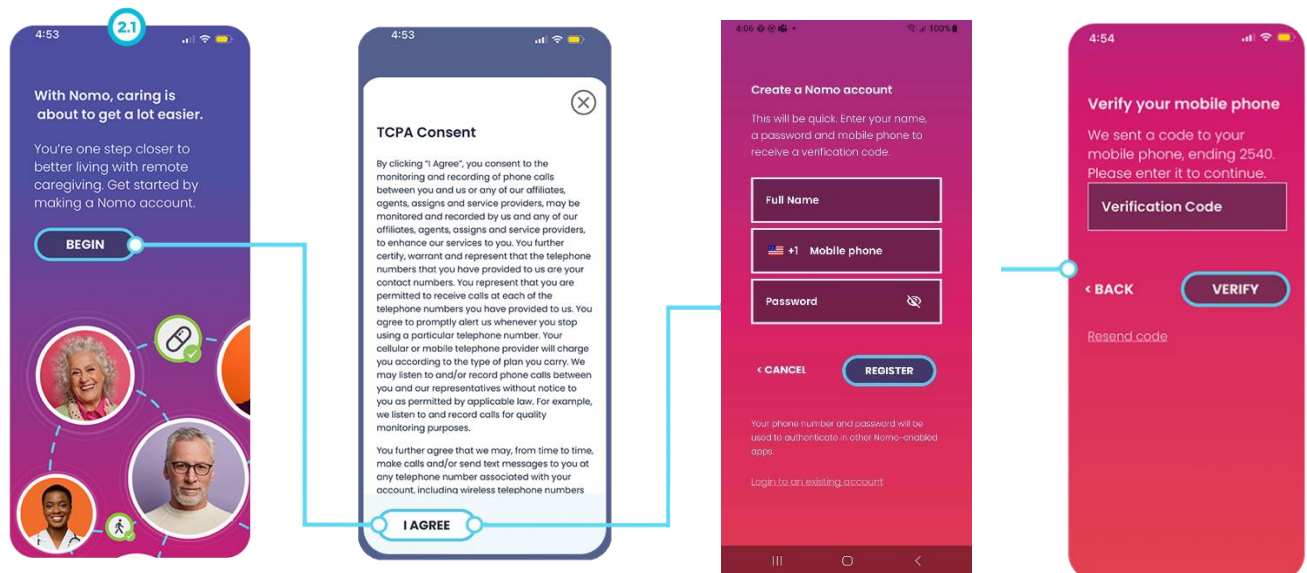 2.1
4:53
With Nomo, caring is
about to get a lot easier.
You're one step closer to
better living with remote
caregiving. Get started by
making a Nomo account.
BEGIN
4:53
TCPA Consent
By clicking "I Agree", you consent to the
monitoring and recording of phone calls
between you and us or any of our affiliates,
agents, assigns and service providers, may be
monitored and recorded by us and any of our
affiliates, agents, assigns and service providers,
to enhance our services to you. You further
certify, warrant and represent that the telephone
numbers that you have provided to us are your
contact numbers. You represent that you are
permitted to receive calls at each of the
telephone numbers you have provided to us. You
agree to promptly alert us whenever you stop
using a particular telephone number. Your
cellular or mobile telephone provider will charge
you according to the type of plan you carry. We
may listen to and/or record phone calls between
you and our representatives without notice to
you as permitted by applicable law. For example,
we listen to and record calls for quality
monitoring purposes.
You further agree that we may, from time to time,
make calls and/or send text messages to you at
any telephone number associated with your
account, including wireless telephone numbers
I AGREE
4:06
100%
Create a Nomo account
This will be quick. Enter your name,
a password and mobile phone to
receive a verification code.
Full Name
+1 Mobile phone
Password
< CANCEL
REGISTER
Your phone number and password will be
used to authenticate in other Nomo-enabled
apps.
Login to an existing account
4:54
Verify your mobile phone
We sent a code to your
mobile phone, ending 2540.
Please enter it to continue.
Verification Code
< BACK
VERIFY
Resend code